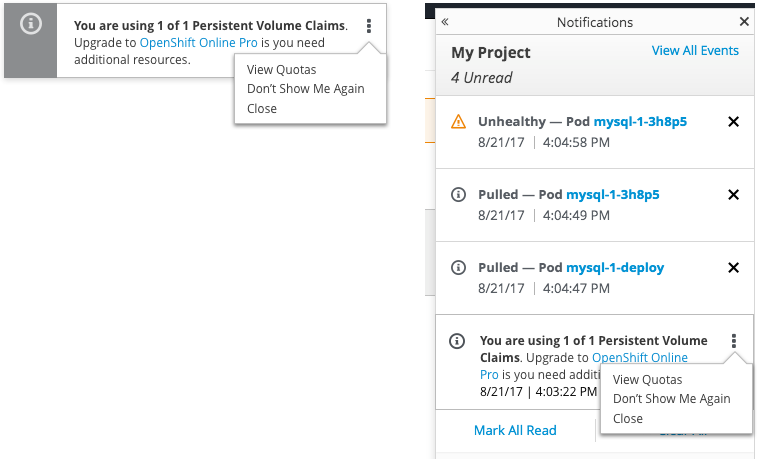 You are using 1 of 1 Persistent Volume Claims.
Upgrade to OpenShift Online Pro is you need
additional resources.
View Quotas
Don't Show Me Again
Close
Notifications
My Project
View All Events
4 Unread
Unhealthy — Pod mysql-1-3h8p5
8/21/17 | 4:04:58 PM
Pulled — Pod mysql-1-3h8p5
8/21/17 | 4:04:49 PM
Pulled — Pod mysql-1-deploy
8/21/17 | 4:04:47 PM
You are using 1 of 1 Persistent Volume
Claims. Upgrade to OpenShift Online
Pro is you need
8/21/17 | 4:03:22 PM
View Quotas
Don't Show Me Again
Close
Mark All Read